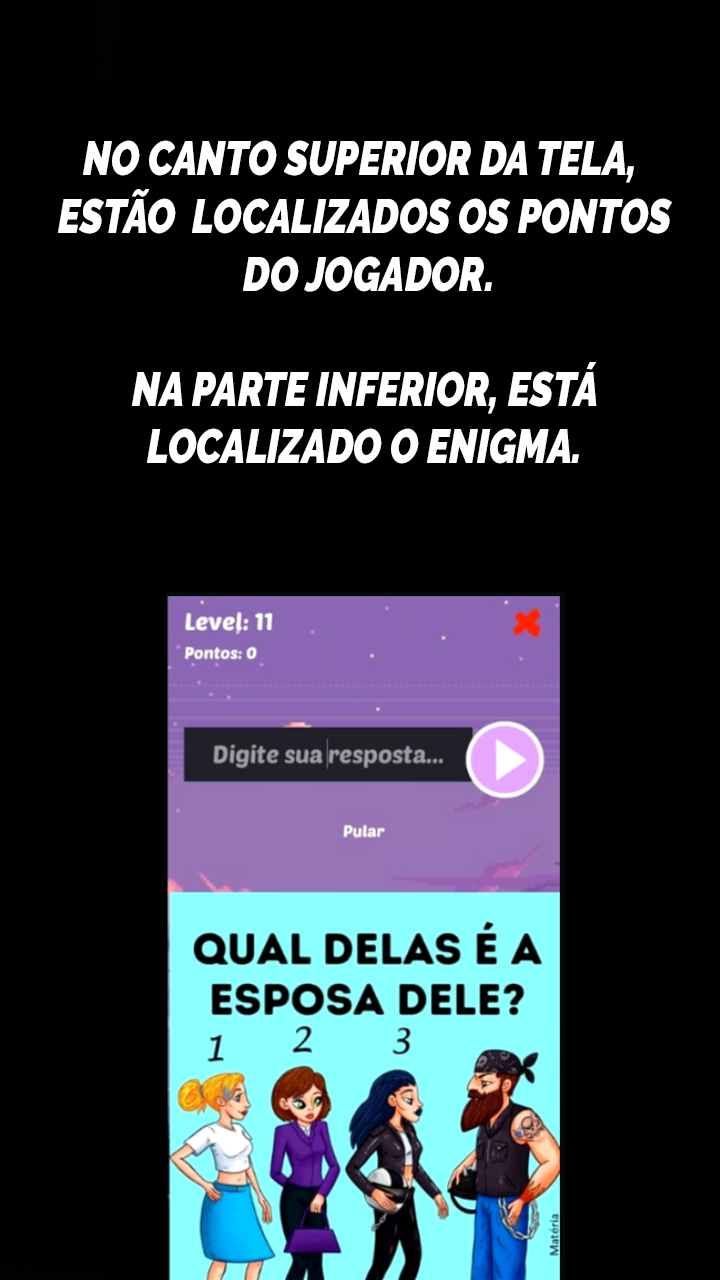 NO CANTO SUPERIOR DA TELA,
ESTÃO LOCALIZADOS OS PONTOS
DO JOGADOR.
NA PARTE INFERIOR, ESTÁ
LOCALIZADO O ENIGMA.
Level: 11
Pontos: 0
Digite sua resposta...
Pular
QUAL DELAS É A
ESPOSA DELE?
1 2 3
Matéria